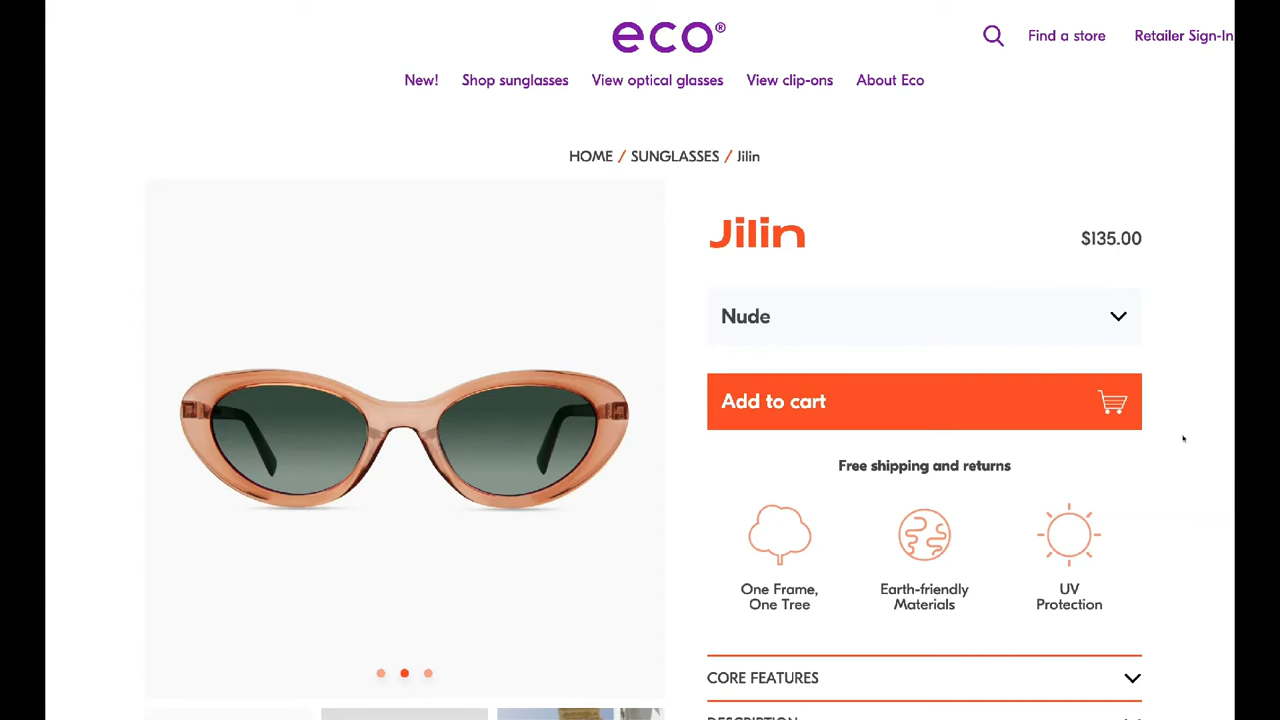 eco®
Find a store
Retailer Sign-In
New!
Shop sunglasses
View optical glasses
View clip-ons
About Eco
HOME / SUNGLASSES / Jilin
Jilin
$135.00
Nude
Add to cart
Free shipping and returns
One Frame,
One Tree
Earth-friendly
Materials
UV
Protection
CORE FEATURES
DESCRIPTION